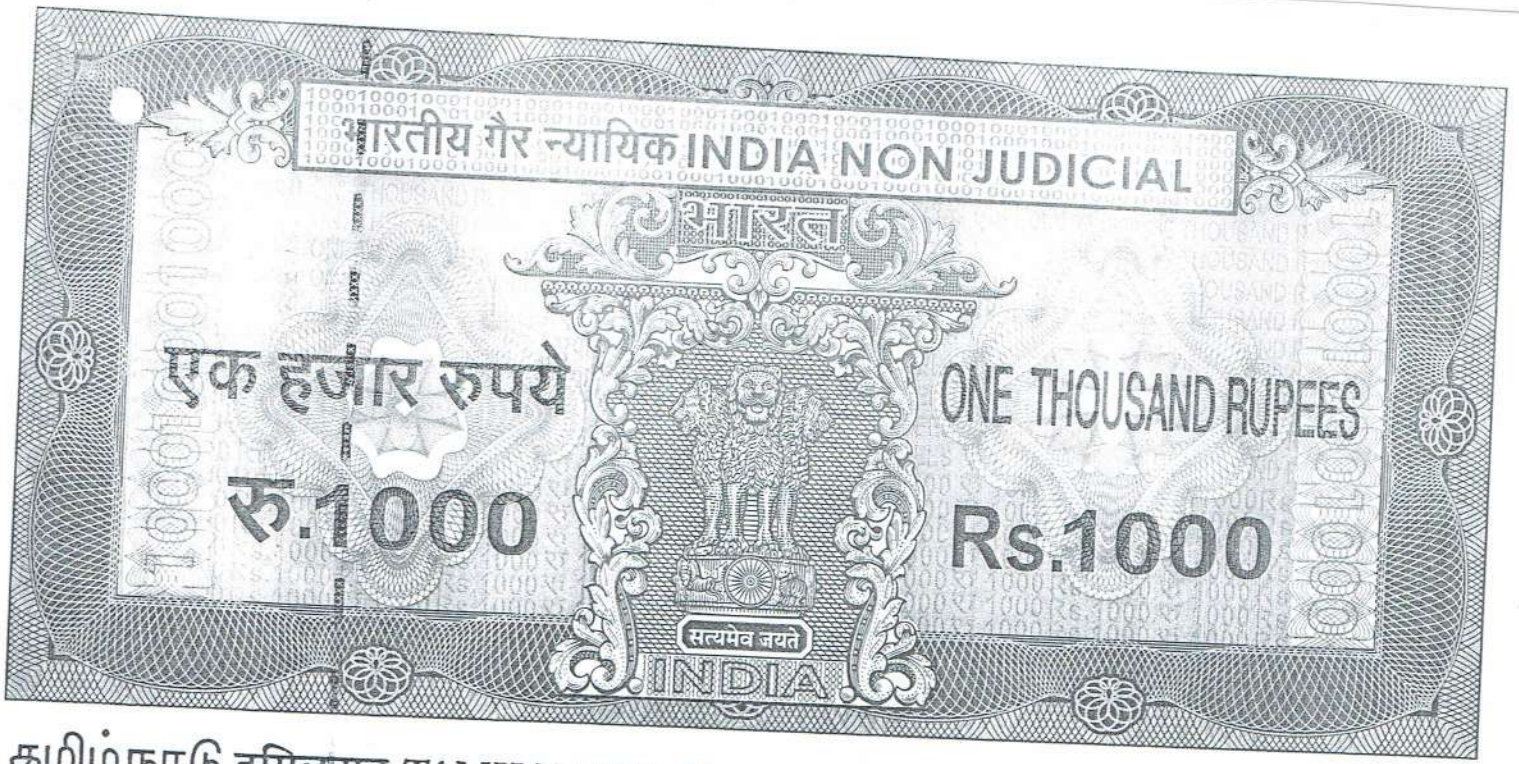 भारतीय गैर न्यायिक INDIA NON JUDICIAL
भारत
एक हजार रुपये
ONE THOUSAND RUPEES
रु.1000
Rs.1000
सत्यमेव जयते
INDIA